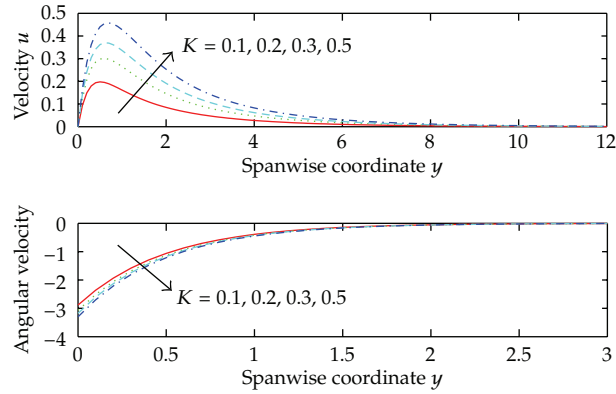 0.5
0.4
0.3
0.2
0.1
0
Velocity u
K = 0.1, 0.2, 0.3, 0.5
0 2 4 6 8 10 12
Spanwise coordinate y
0
−1
−2
−3
−4
Angular velocity
K = 0.1, 0.2, 0.3, 0.5
0 0.5 1 1.5 2 2.5 3
Spanwise coordinate y